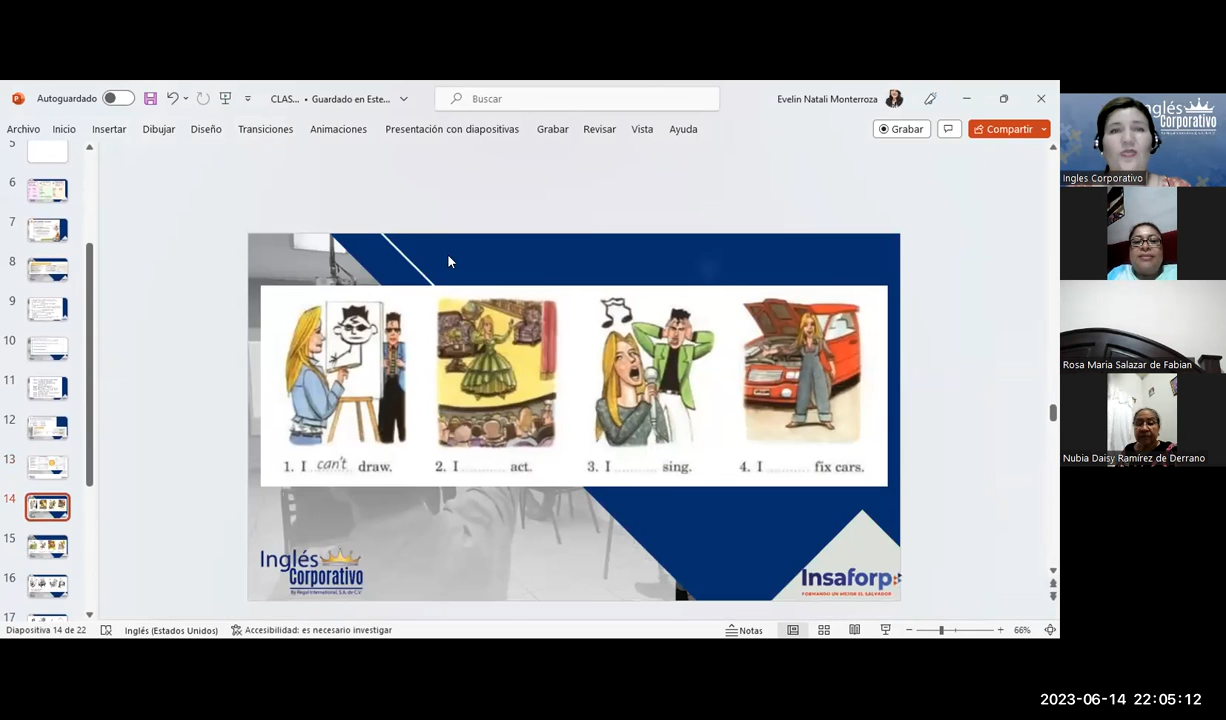 Autoguardado
CLAS... • Guardado en Este...
Buscar
Evelin Natali Monterroza
Archivo Inicio Insertar Dibujar Diseño Transiciones Animaciones Presentación con diapositivas Grabar Revisar Vista Ayuda
Grabar
Compartir
5
6
7
8
9
10
11
12
13
14
15
16
17
1. I can't draw.
2. I .......... act.
3. I .......... sing.
4. I .......... fix cars.
Inglés
Corporativo
By Regal International, S.A. de C.V.
Insaforp
FORMANDO UN MEJOR EL SALVADOR
Diapositiva 14 de 22
Inglés (Estados Unidos)
Accesibilidad: es necesario investigar
Notas
66%
Inglés
Corporativo
Ingles Corporativo
Rosa Maria Salazar de Fabian
Nubia Daisy Ramirez de Derrano
2023-06-14 22:05:12